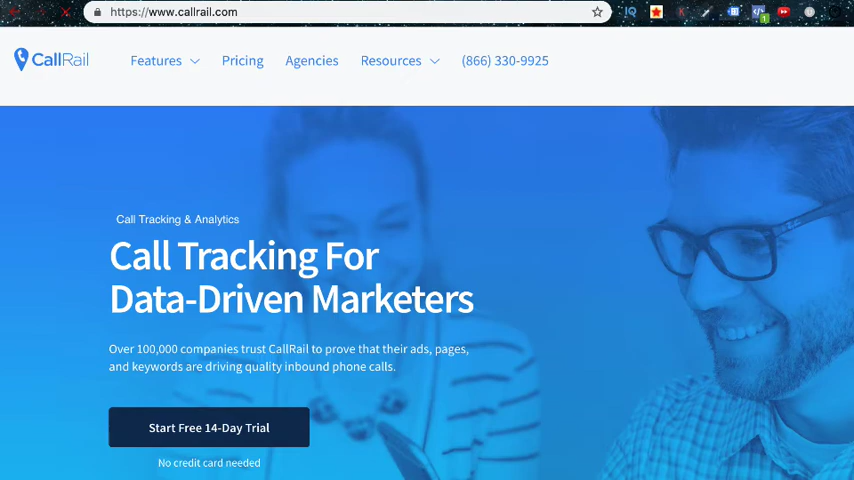 https://www.callrail.com
CallRail
Features
Pricing
Agencies
Resources
(866) 330-9925
Call Tracking & Analytics
Call Tracking For
Data-Driven Marketers
Over 100,000 companies trust CallRail to prove that their ads, pages,
and keywords are driving quality inbound phone calls.
Start Free 14-Day Trial
No credit card needed